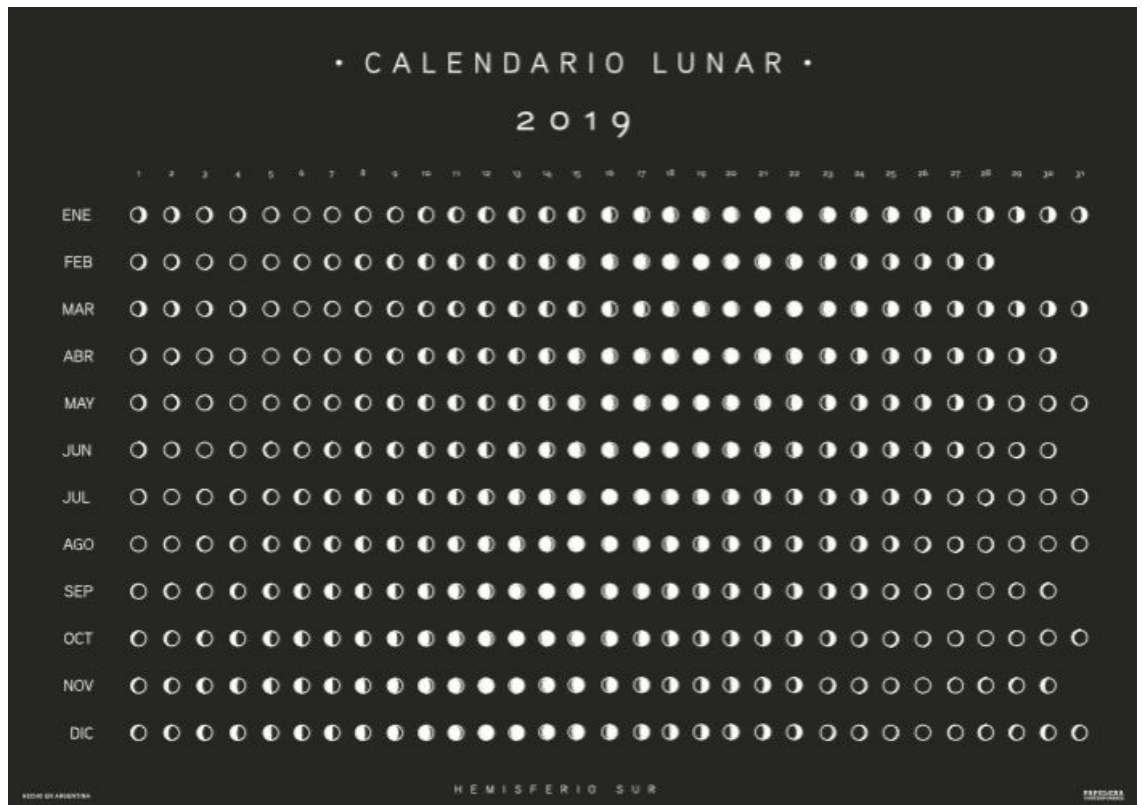 • CALENDARIO LUNAR •
2019
1 2 3 4 5 6 7 8 9 10 11 12 13 14 15 16 17 18 19 20 21 22 23 24 25 26 27 28 29 30 31
ENE
FEB
MAR
ABR
MAY
JUN
JUL
AGO
SEP
OCT
NOV
DIC
HEMISFERIO SUR
HECHO EN ARGENTINA
PAPELERA